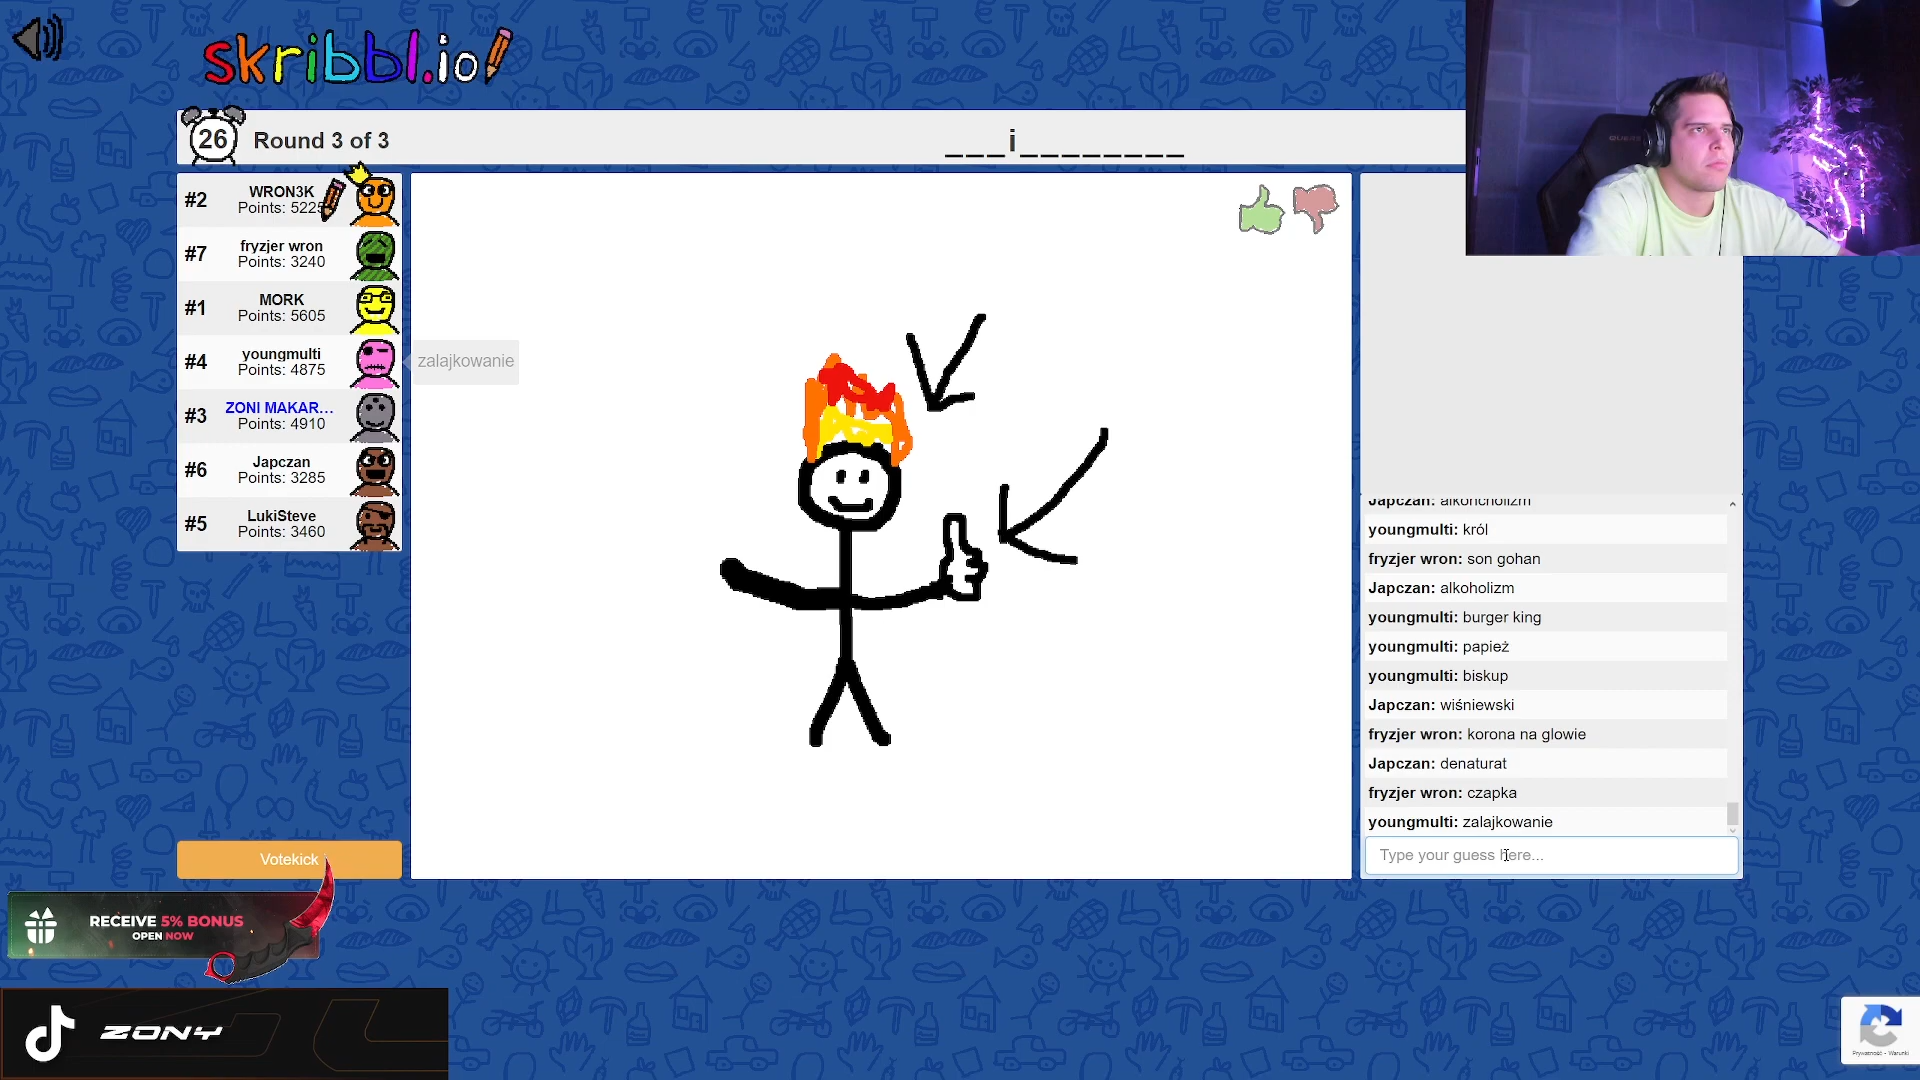 skribbl.io
26
Round 3 of 3
___i________
#2
WRON3K
Points: 5225
#7
fryzjer wron
Points: 3240
#1
MORK
Points: 5605
#4
youngmulti
Points: 4875
#3
ZONI MAKAR...
Points: 4910
#6
Japczan
Points: 3285
#5
LukiSteve
Points: 3460
zalajkowanie
Japczan: alkoncholizm
youngmulti: król
fryzjer wron: son gohan
Japczan: alkoholizm
youngmulti: burger king
youngmulti: papież
youngmulti: biskup
Japczan: wiśniewski
fryzjer wron: korona na glowie
Japczan: denaturat
fryzjer wron: czapka
youngmulti: zalajkowanie
Type your guess here...
Votekick
RECEIVE 5% BONUS
OPEN NOW
ZONY
Prywatność - Warunki